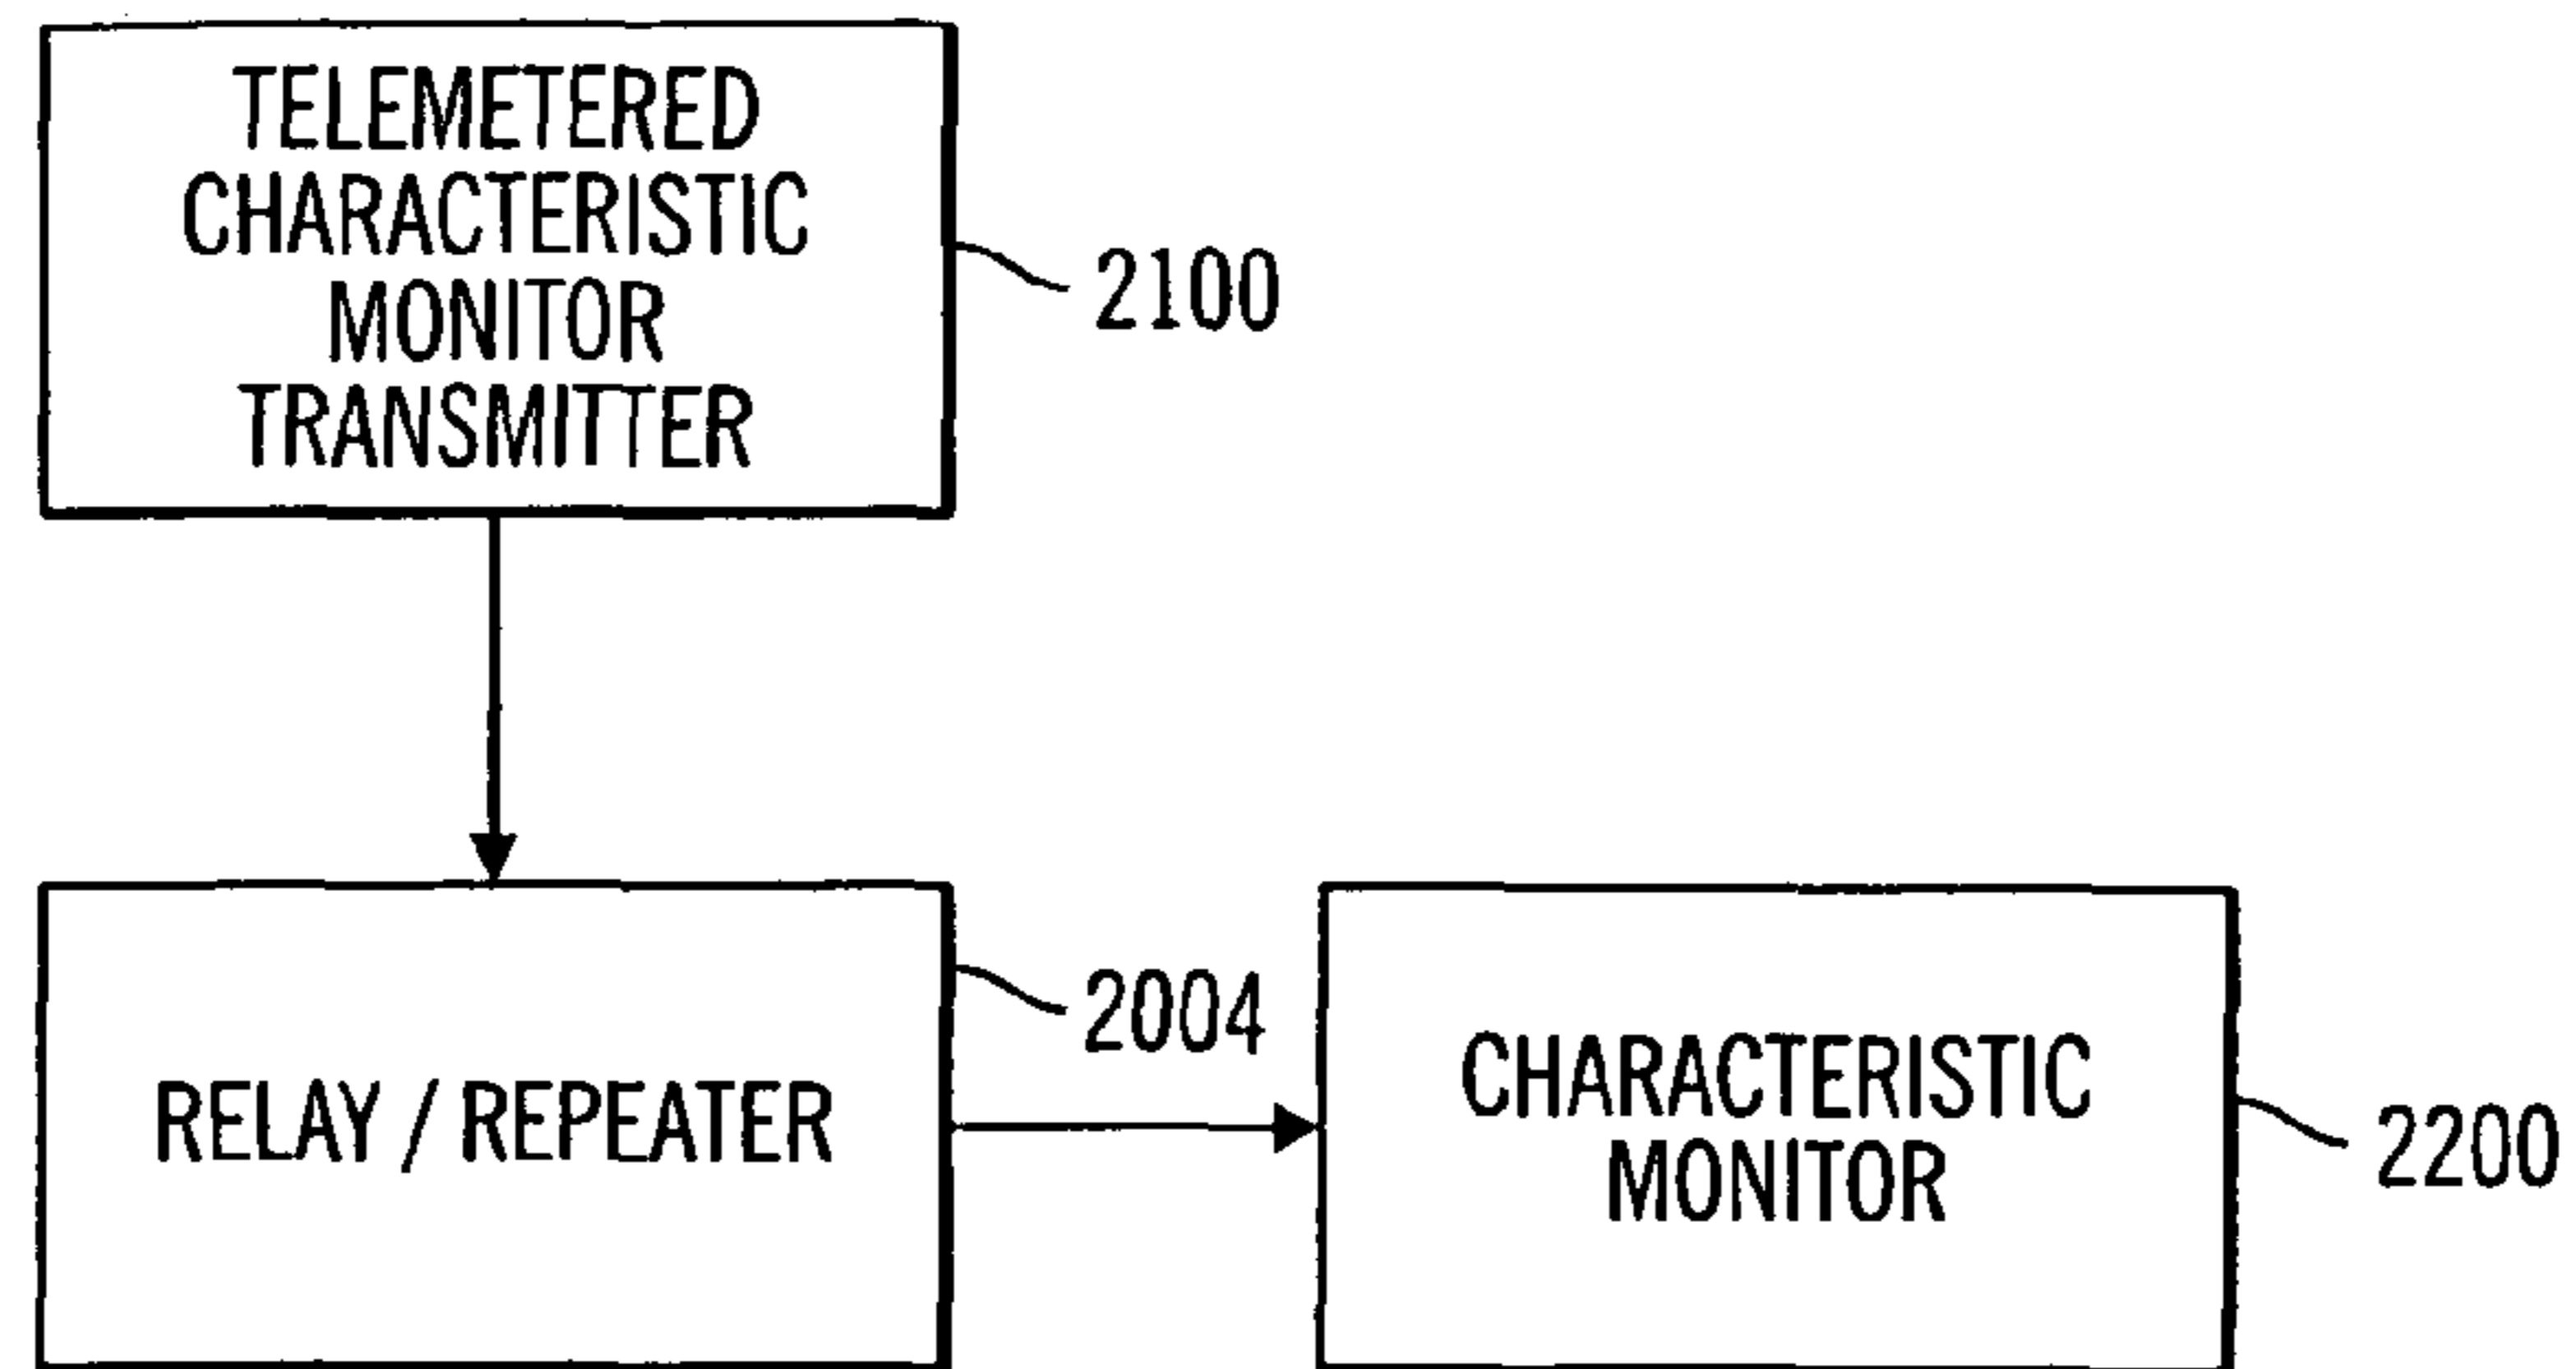 TELEMETERED
CHARACTERISTIC
MONITOR
TRANSMITTER
2100
RELAY / REPEATER
2004
CHARACTERISTIC
MONITOR
2200